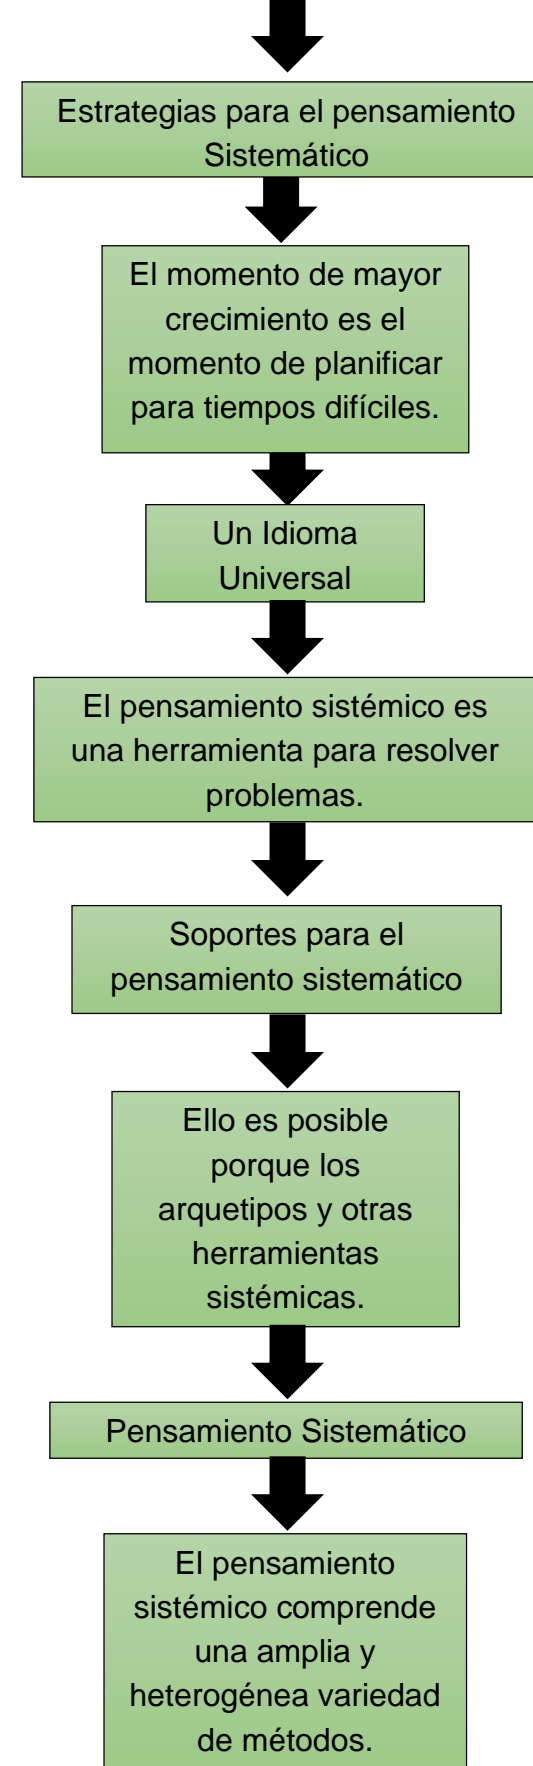 Estrategias para el pensamiento
Sistemático
El momento de mayor
crecimiento es el
momento de planificar
para tiempos difíciles.
Un Idioma
Universal
El pensamiento sistémico es
una herramienta para resolver
problemas.
Soportes para el
pensamiento sistemático
Ello es posible
porque los
arquetipos y otras
herramientas
sistémicas.
Pensamiento Sistemático
El pensamiento
sistémico comprende
una amplia y
heterogénea variedad
de métodos.